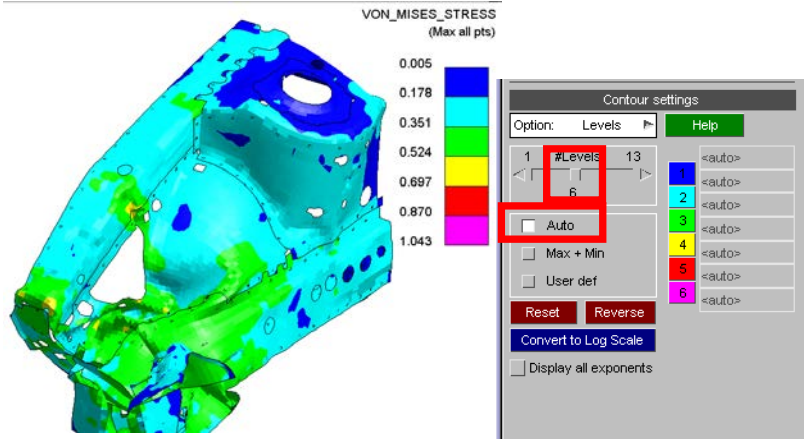 VON_MISES_STRESS
(Max all pts)
0.005
0.178
0.351
0.524
0.697
0.870
1.043
Contour settings
Option: Levels Help
1 #Levels 13
6
Auto
Max + Min
User def
Reset Reverse
Convert to Log Scale
Display all exponents
<auto>
1 <auto>
2 <auto>
3 <auto>
4 <auto>
5 <auto>
6 <auto>